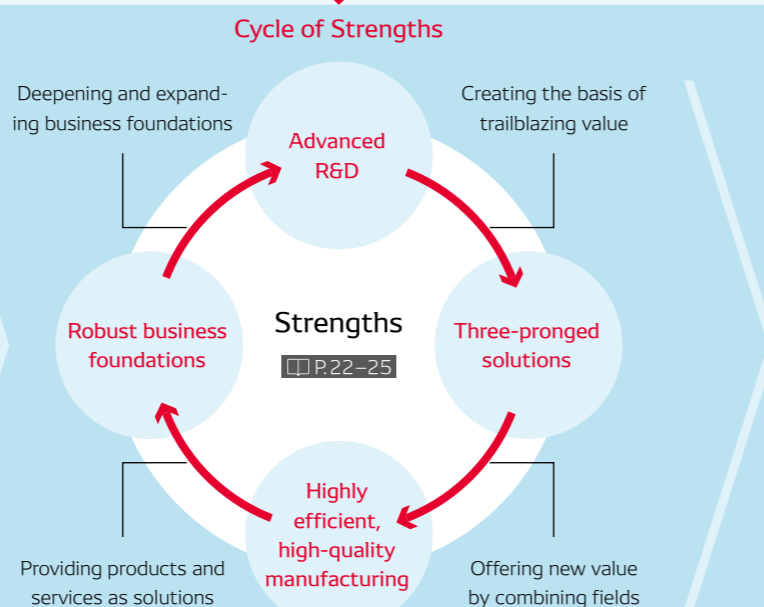 Cycle of Strengths
Deepening and expand-
ing business foundations
Creating the basis of
trailblazing value
Advanced
R&D
Robust business
foundations
Strengths
P.22–25
Three-pronged
solutions
Highly
efficient,
high-quality
manufacturing
Providing products and
services as solutions
Offering new value
by combining fields